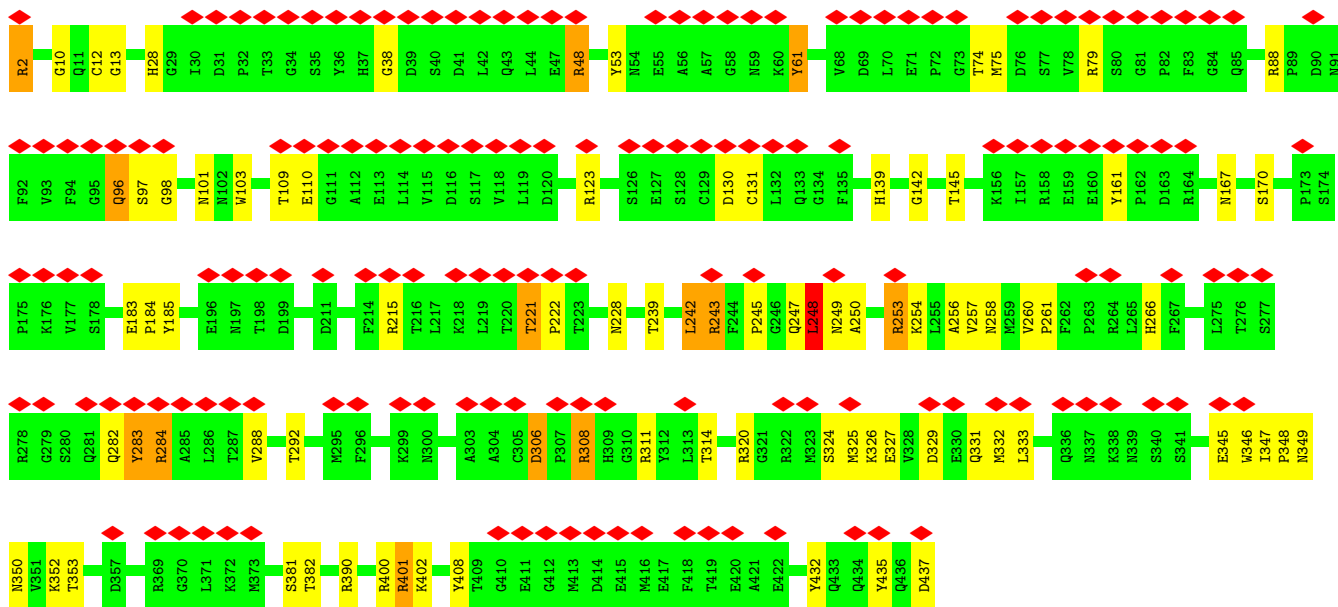 R2 G10 Q11 C12 G13 H28 G29 I30 D31 P32 T33 G34 S35 Y36 H37 G38 D39 S40 D41 L42 Q43 L44 E47 R48 Y53 N54 E55 A56 A57 G58 N59 K60 Y61 V68 D69 L70 E71 P72 G73 T74 M75 D76 S77 V78 R79 S80 G81 P82 F83 G84 Q85 R88 P89 D90 N91
F92 V93 F94 G95 Q96 S97 G98 N101 N102 W103 T109 E110 G111 A112 E113 L114 V115 D116 S117 V118 L119 D120 R123 S126 E127 S128 C129 D130 C131 L132 Q133 G134 F135 H139 G142 T145 K156 I157 R158 E159 E160 Y161 P162 D163 R164 N167 S170 P173 S174
P175 K176 V177 S178 E183 P184 Y185 E196 N197 T198 D199 D211 F214 R215 T216 L217 K218 L219 T220 T221 P222 T223 N228 T239 L242 R243 F244 P245 G246 Q247 L248 N249 A250 R253 K254 L255 A256 V257 N258 M259 V260 P261 F262 P263 R264 L265 H266 F267 L275 T276 S277
R278 G279 S280 Q281 Q282 Y283 R284 A285 L286 T287 V288 T292 M295 F296 K299 N300 A303 A304 C305 D306 P307 R308 H309 G310 R311 Y312 L313 T314 R320 G321 R322 M323 S324 M325 K326 E327 V328 D329 E330 Q331 M332 L333 Q336 N337 K338 N339 S340 S341 E345 W346 I347 P348 N349
N350 V351 K352 T353 D357 R369 G370 L371 K372 M373 S381 T382 R390 R400 R401 K402 Y408 T409 G410 E411 G412 M413 D414 E415 M416 E417 F418 T419 E420 A421 E422 Y432 Q433 Q434 Y435 Q436 D437